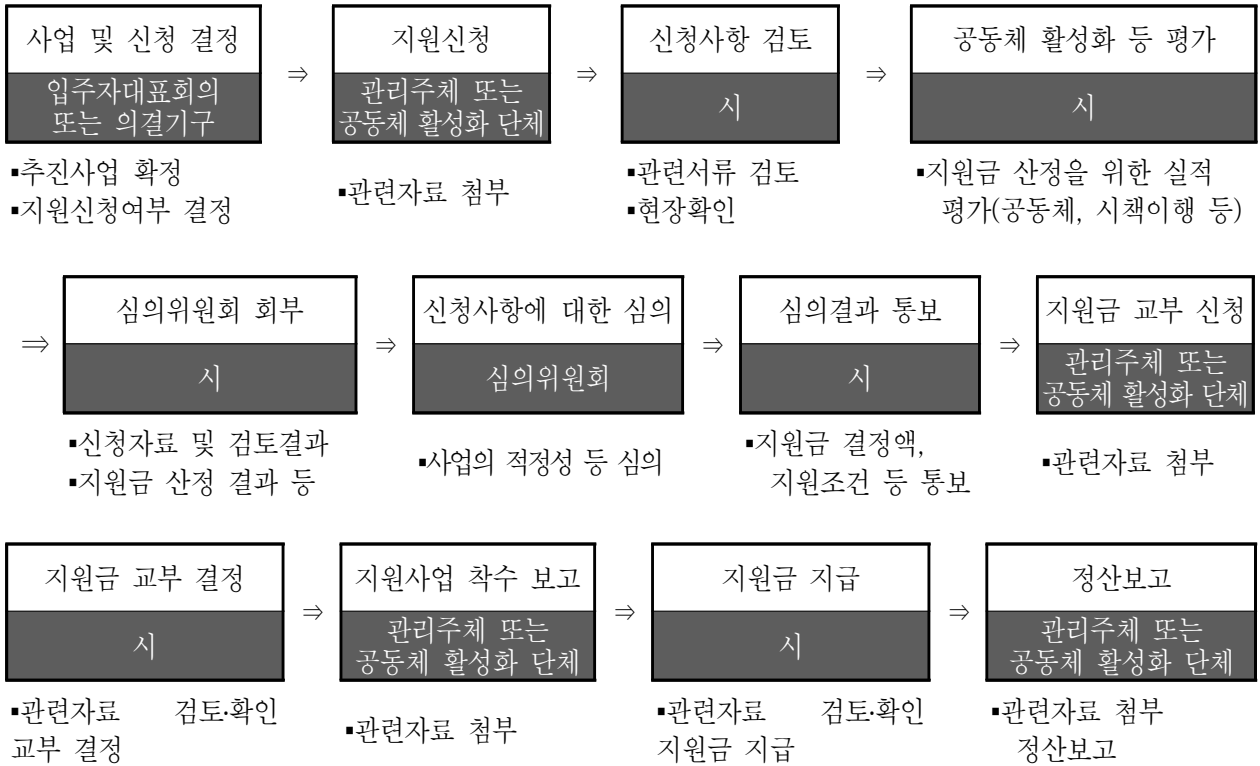 사업 및 신청 결정
입주자대표회의
또는 의결기구
▪추진사업 확정
▪지원신청여부 결정
⇒
지원신청
관리주체 또는
공동체 활성화 단체
▪관련자료 첨부
⇒
신청사항 검토
시
▪관련서류 검토
▪현장확인
⇒
공동체 활성화 등 평가
시
▪지원금 산정을 위한 실적
평가(공동체, 시책이행 등)
⇒
심의위원회 회부
시
▪신청자료 및 검토결과
▪지원금 산정 결과 등
⇒
신청사항에 대한 심의
심의위원회
▪사업의 적정성 등 심의
⇒
심의결과 통보
시
▪지원금 결정액,
지원조건 등 통보
⇒
지원금 교부 신청
관리주체 또는
공동체 활성화 단체
▪관련자료 첨부
지원금 교부 결정
시
▪관련자료 검토·확인
교부 결정
⇒
지원사업 착수 보고
관리주체 또는
공동체 활성화 단체
▪관련자료 첨부
⇒
지원금 지급
시
▪관련자료 검토·확인
지원금 지급
⇒
정산보고
관리주체 또는
공동체 활성화 단체
▪관련자료 첨부
정산보고